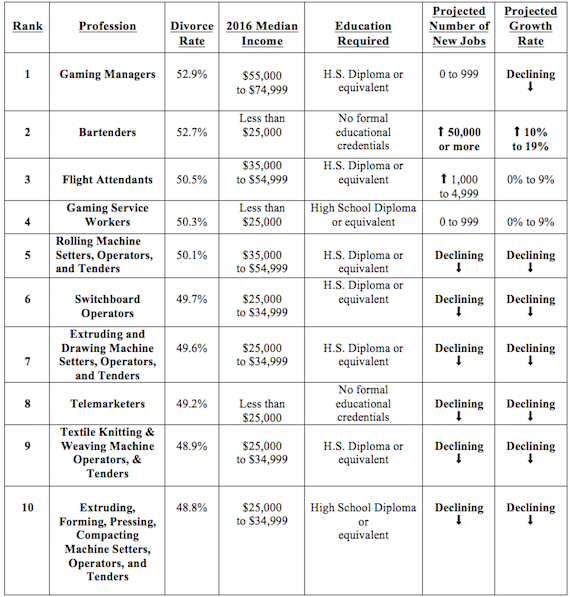 Rank Profession Divorce Rate 2016 Median Income Education Required Projected Number of New Jobs Projected Growth Rate
1 Gaming Managers 52.9% $55,000 to $74,999 H.S. Diploma or equivalent 0 to 999 Declining ⬇
2 Bartenders 52.7% Less than $25,000 No formal educational credentials ⬆ 50,000 or more ⬆ 10% to 19%
3 Flight Attendants 50.5% $35,000 to $54,999 H.S. Diploma or equivalent ⬆ 1,000 to 4,999 0% to 9%
4 Gaming Service Workers 50.3% Less than $25,000 High School Diploma or equivalent 0 to 999 0% to 9%
5 Rolling Machine Setters, Operators, and Tenders 50.1% $35,000 to $54,999 H.S. Diploma or equivalent Declining ⬇ Declining ⬇
6 Switchboard Operators 49.7% $25,000 to $34,999 H.S. Diploma or equivalent Declining ⬇ Declining ⬇
7 Extruding and Drawing Machine Setters, Operators, and Tenders 49.6% $25,000 to $34,999 H.S. Diploma or equivalent Declining ⬇ Declining ⬇
8 Telemarketers 49.2% Less than $25,000 No formal educational credentials Declining ⬇ Declining ⬇
9 Textile Knitting & Weaving Machine Operators, & Tenders 48.9% $25,000 to $34,999 H.S. Diploma or equivalent Declining ⬇ Declining ⬇
10 Extruding, Forming, Pressing, Compacting Machine Setters, Operators, and Tenders 48.8% $25,000 to $34,999 High School Diploma or equivalent Declining ⬇ Declining ⬇